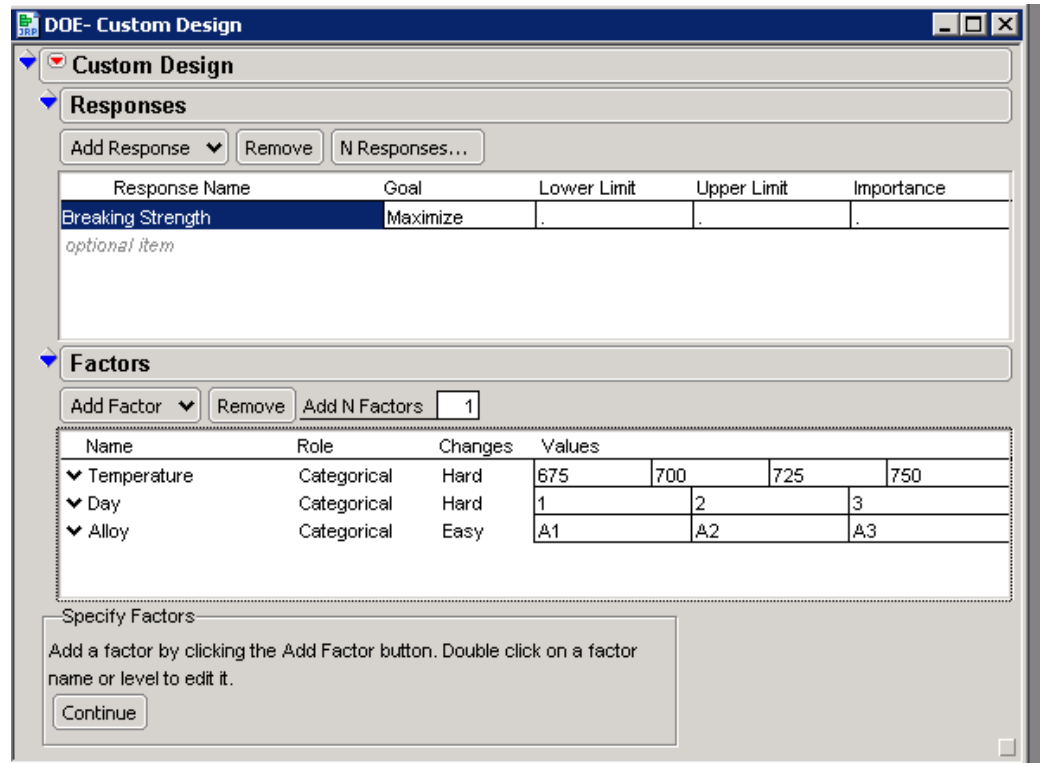 DOE- Custom Design
Custom Design
Responses
Add Response Remove N Responses...
Response Name Goal Lower Limit Upper Limit Importance
Breaking Strength Maximize . . .
optional item
Factors
Add Factor Remove Add N Factors 1
Name Role Changes Values
Temperature Categorical Hard 675 700 725 750
Day Categorical Hard 1 2 3
Alloy Categorical Easy A1 A2 A3
Specify Factors
Add a factor by clicking the Add Factor button. Double click on a factor
name or level to edit it.
Continue